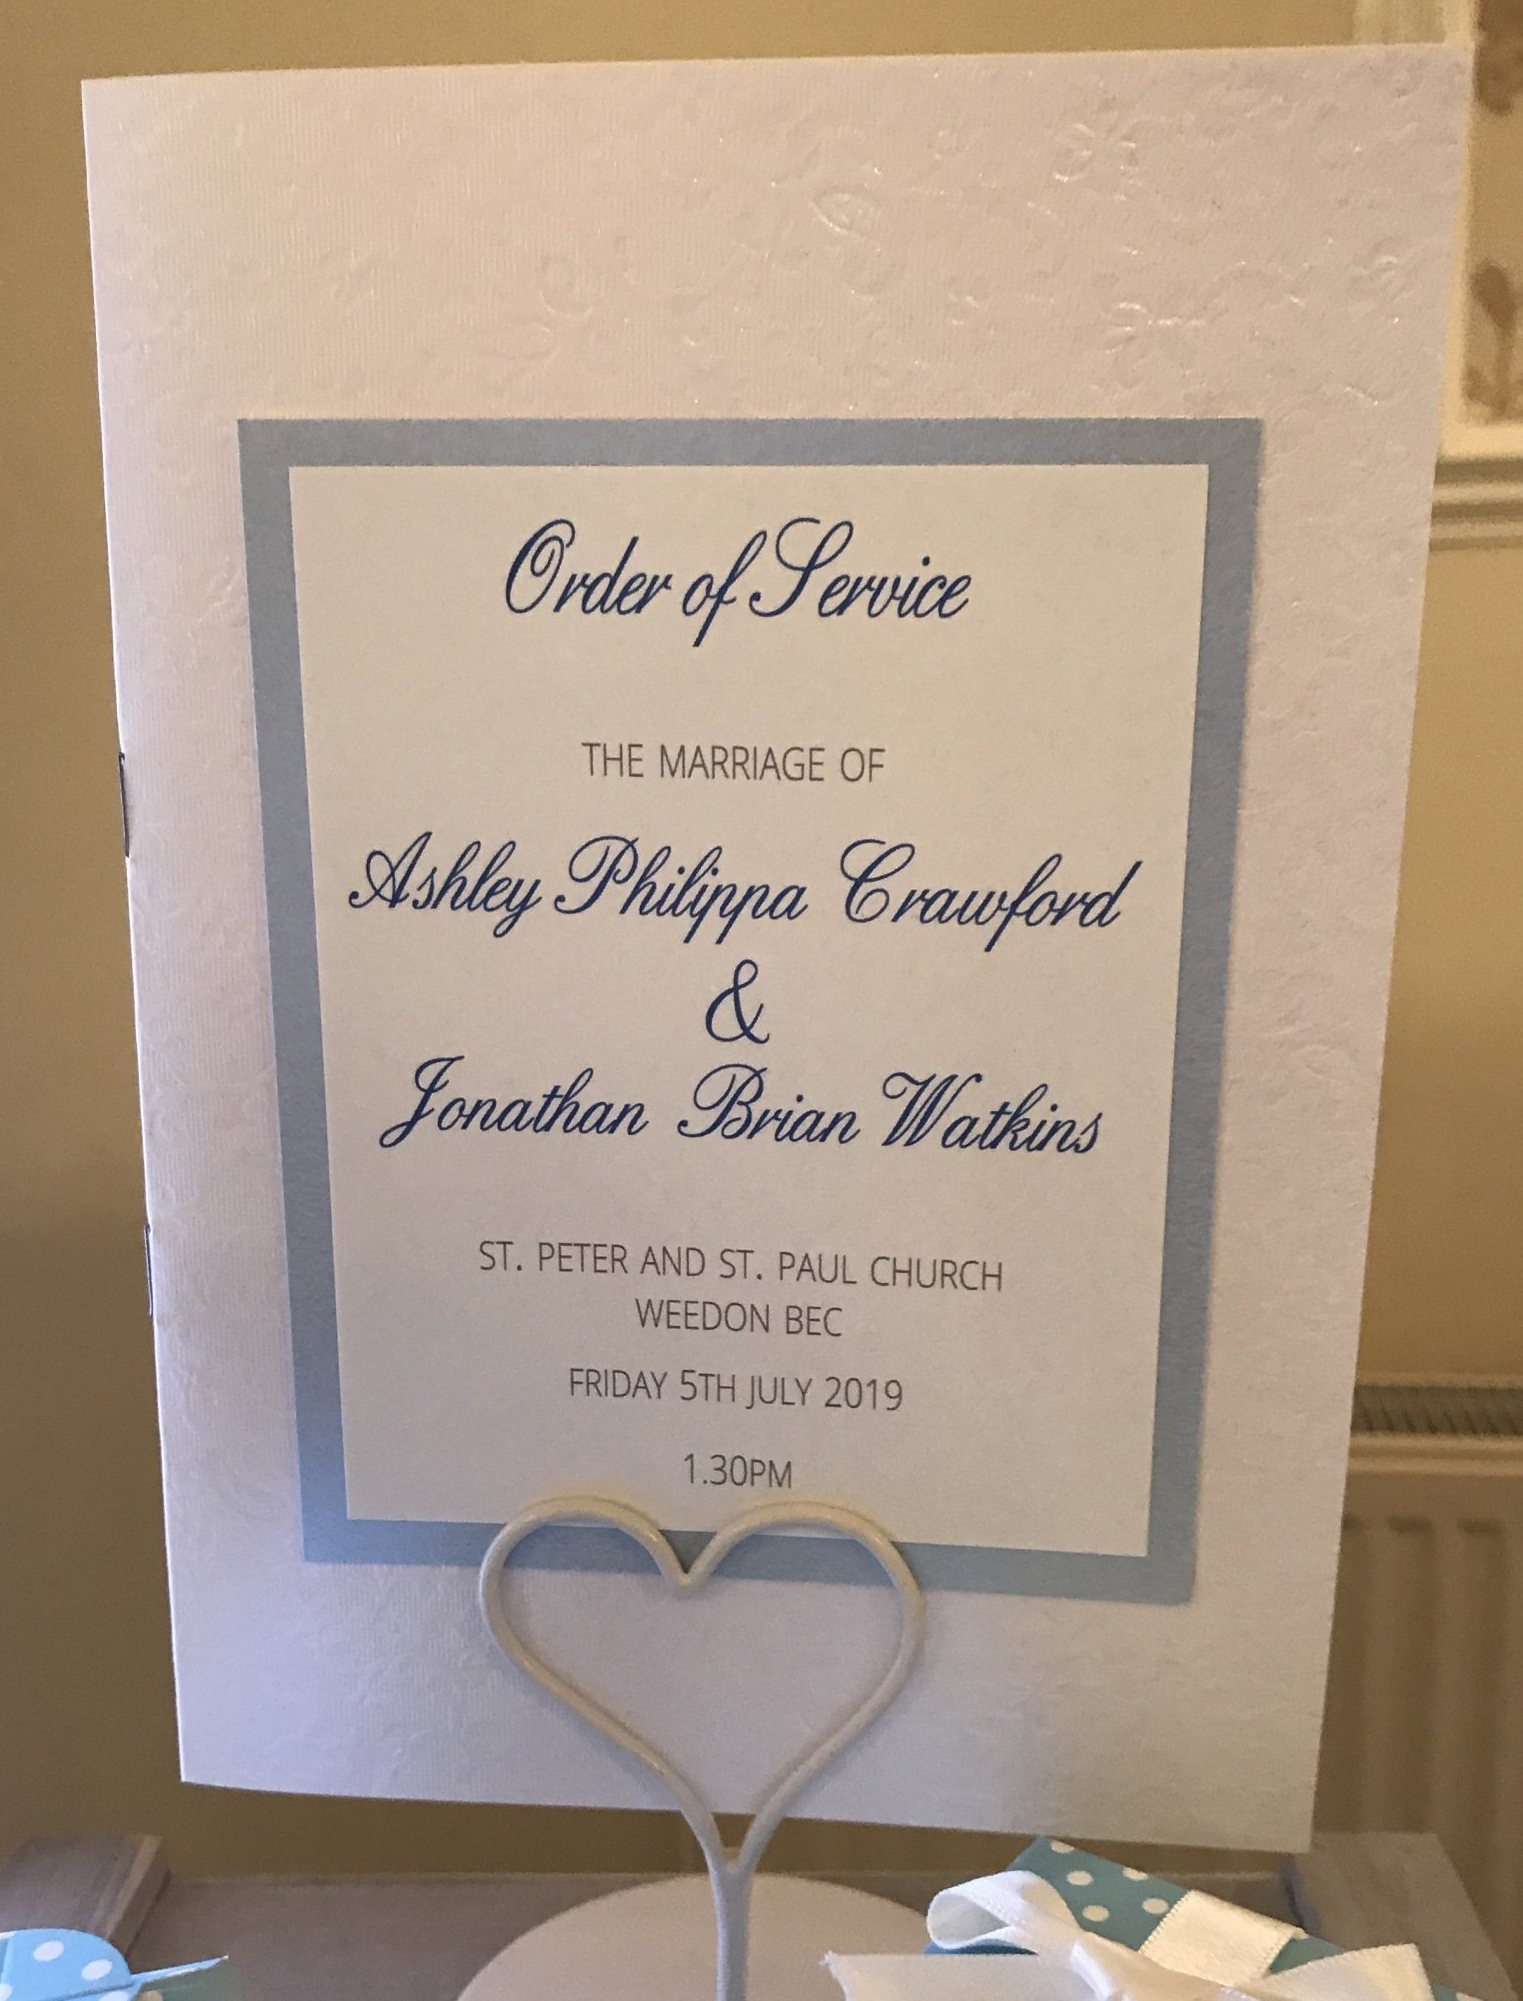 Order of Service
THE MARRIAGE OF
Ashley Philippa Crawford
&
Jonathan Brian Watkins
ST. PETER AND ST. PAUL CHURCH
WEEDON BEC
FRIDAY 5TH JULY 2019
1.30PM